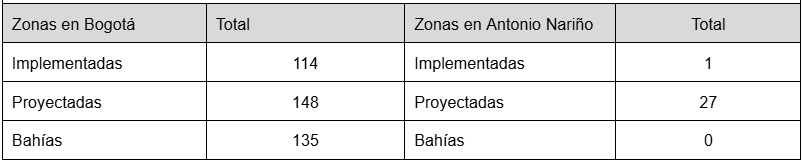 Zonas en Bogotá Total Zonas en Antonio Nariño Total
Implementadas 114 Implementadas 1
Proyectadas 148 Proyectadas 27
Bahías 135 Bahías 0